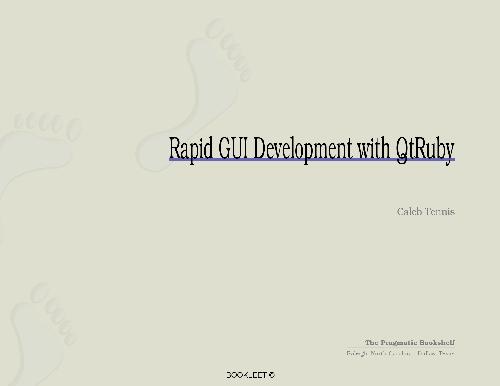 Rapid GUI Development with QtRuby
Caleb Tennis
The Pragmatic Bookshelf
Raleigh, North Carolina Dallas, Texas
BOOKLEET ©